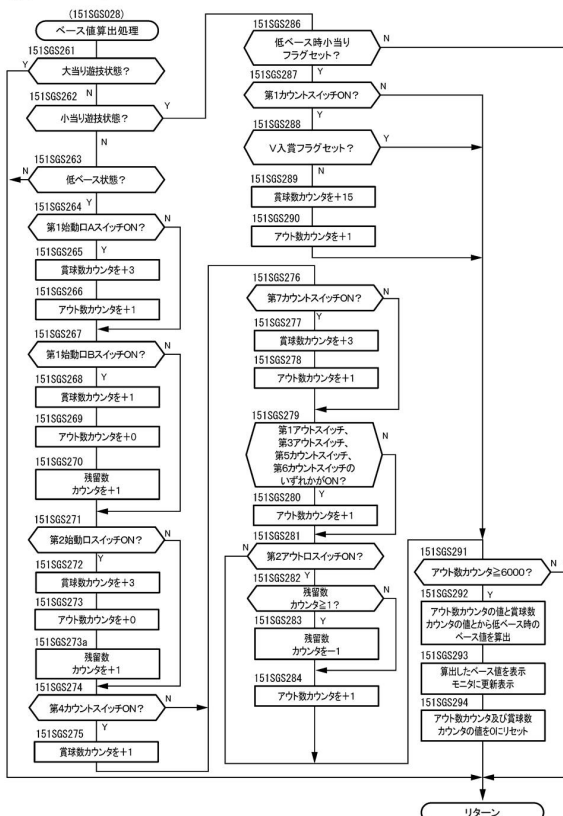 (151SGS028)
ベース値算出処理
151SGS261
Y
大当り遊技状態?
N
151SGS262
Y
小当り遊技状態?
N
151SGS263
N
低ベース状態?
Y
151SGS264
N
第1始動口AスイッチON?
Y
151SGS265
賞球数カウンタを+3
151SGS266
アウト数カウンタを+1
151SGS267
N
第1始動口BスイッチON?
Y
151SGS268
賞球数カウンタを+1
151SGS269
アウト数カウンタを+0
151SGS270
残留数
カウンタを+1
151SGS271
N
第2始動口スイッチON?
Y
151SGS272
賞球数カウンタを+3
151SGS273
アウト数カウンタを+0
151SGS273a
残留数
カウンタを+1
151SGS274
N
第4カウントスイッチON?
Y
151SGS275
賞球数カウンタを+1
151SGS276
N
第7カウントスイッチON?
Y
151SGS277
賞球数カウンタを+3
151SGS278
アウト数カウンタを+1
151SGS279
第1アウトスイッチ、
第3アウトスイッチ、
第5カウントスイッチ、
第6カウントスイッチの
いずれかがON?
N
Y
151SGS280
アウト数カウンタを+1
151SGS281
N
第2アウト口スイッチON?
Y
151SGS282
残留数
カウンタ≧1?
N
Y
151SGS283
残留数
カウンタを-1
151SGS284
アウト数カウンタを+1
151SGS286
低ベース時小当り
フラグセット?
N
Y
151SGS287
N
第1カウントスイッチON?
Y
151SGS288
Y
V入賞フラグセット?
N
151SGS289
賞球数カウンタを+15
151SGS290
アウト数カウンタを+1
151SGS291
N
アウト数カウンタ≧6000?
Y
151SGS292
アウト数カウンタの値と賞球数
カウンタの値とから低ベース時の
ベース値を算出
151SGS293
算出したベース値を表示
モニタに更新表示
151SGS294
アウト数カウンタ及び賞球数
カウンタの値を0にリセット
リターン